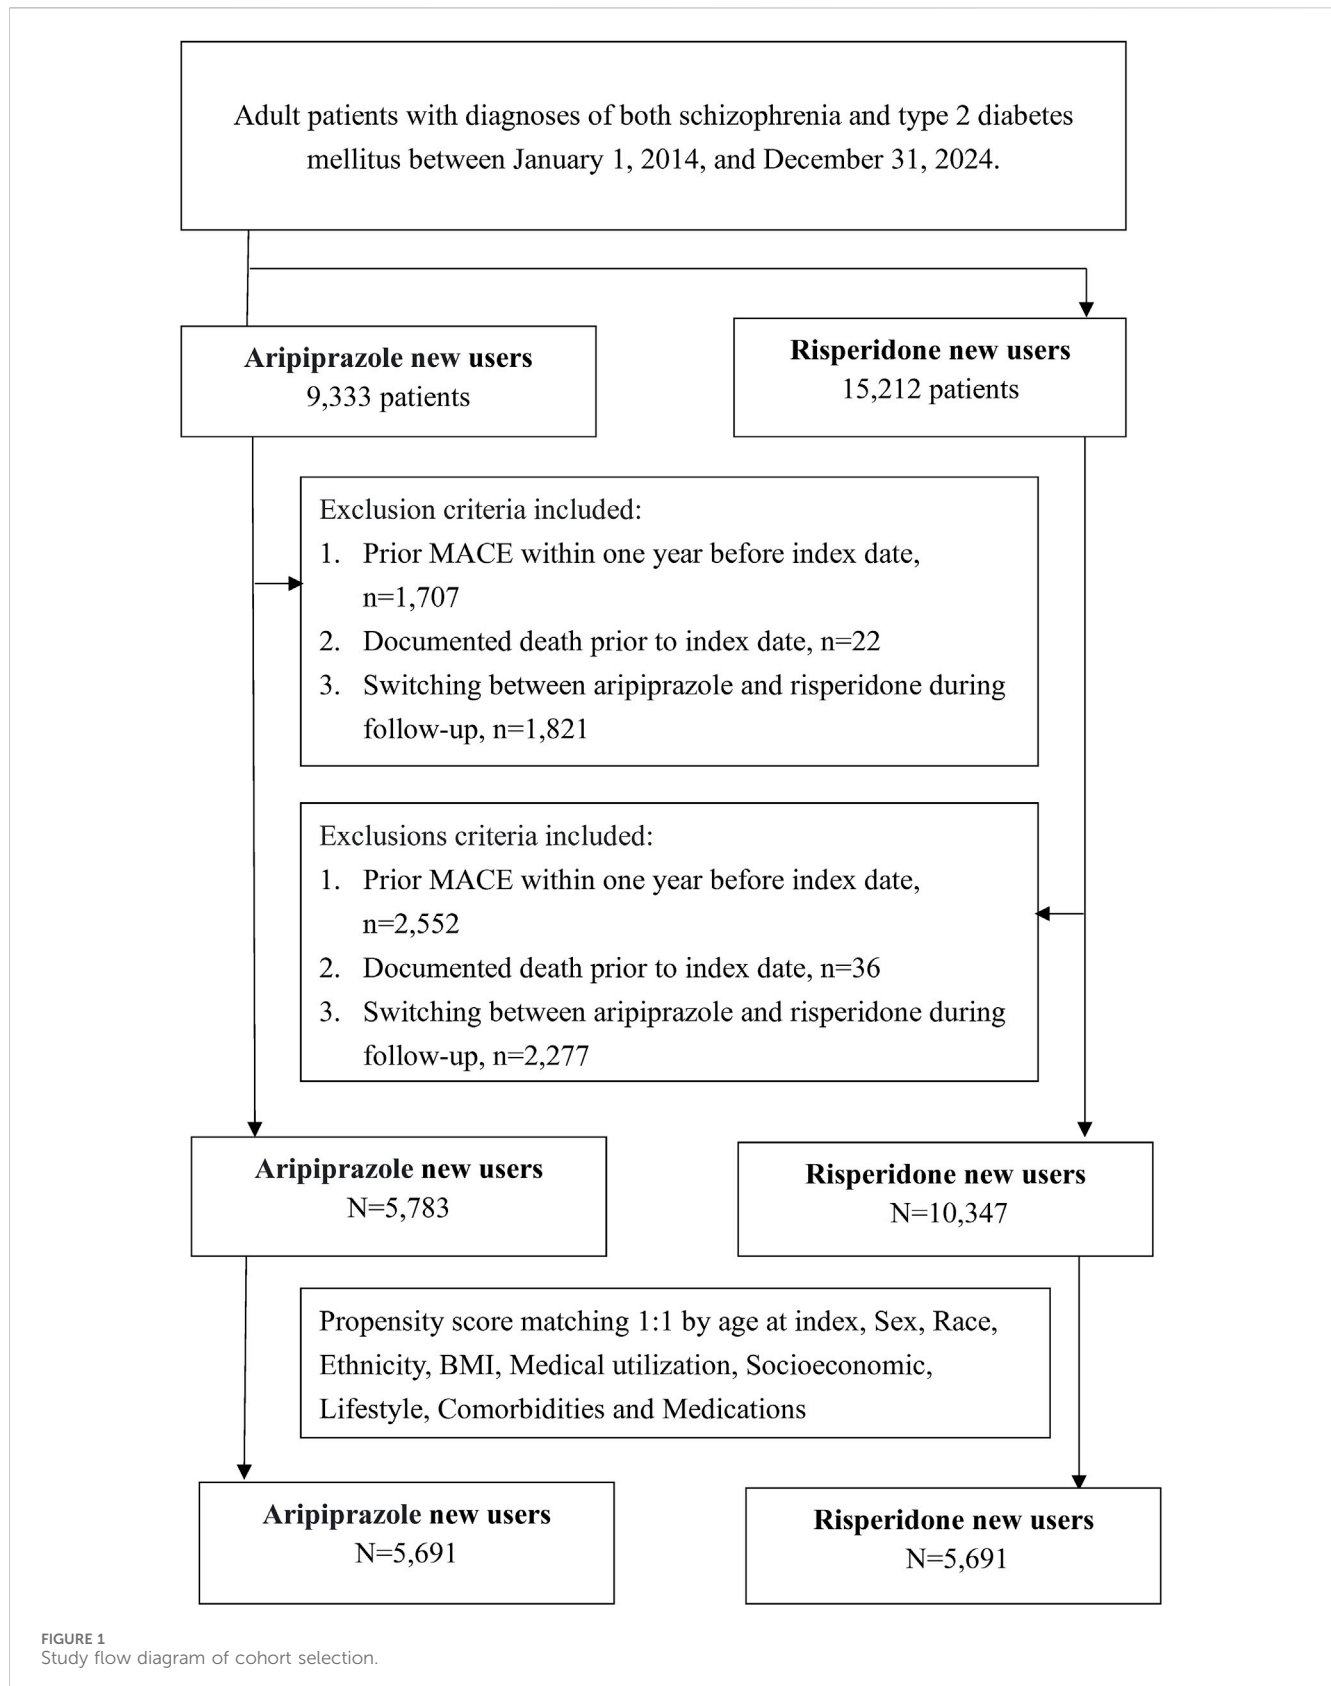 Adult patients with diagnoses of both schizophrenia and type 2 diabetes
mellitus between January 1, 2014, and December 31, 2024.
Aripiprazole new users
9,333 patients
Risperidone new users
15,212 patients
Exclusion criteria included:
1. Prior MACE within one year before index date,
n=1,707
2. Documented death prior to index date, n=22
3. Switching between aripiprazole and risperidone during
follow-up, n=1,821
Exclusions criteria included:
1. Prior MACE within one year before index date,
n=2,552
2. Documented death prior to index date, n=36
3. Switching between aripiprazole and risperidone during
follow-up, n=2,277
Aripiprazole new users
N=5,783
Risperidone new users
N=10,347
Propensity score matching 1:1 by age at index, Sex, Race,
Ethnicity, BMI, Medical utilization, Socioeconomic,
Lifestyle, Comorbidities and Medications
Aripiprazole new users
N=5,691
Risperidone new users
N=5,691
FIGURE 1
Study flow diagram of cohort selection.